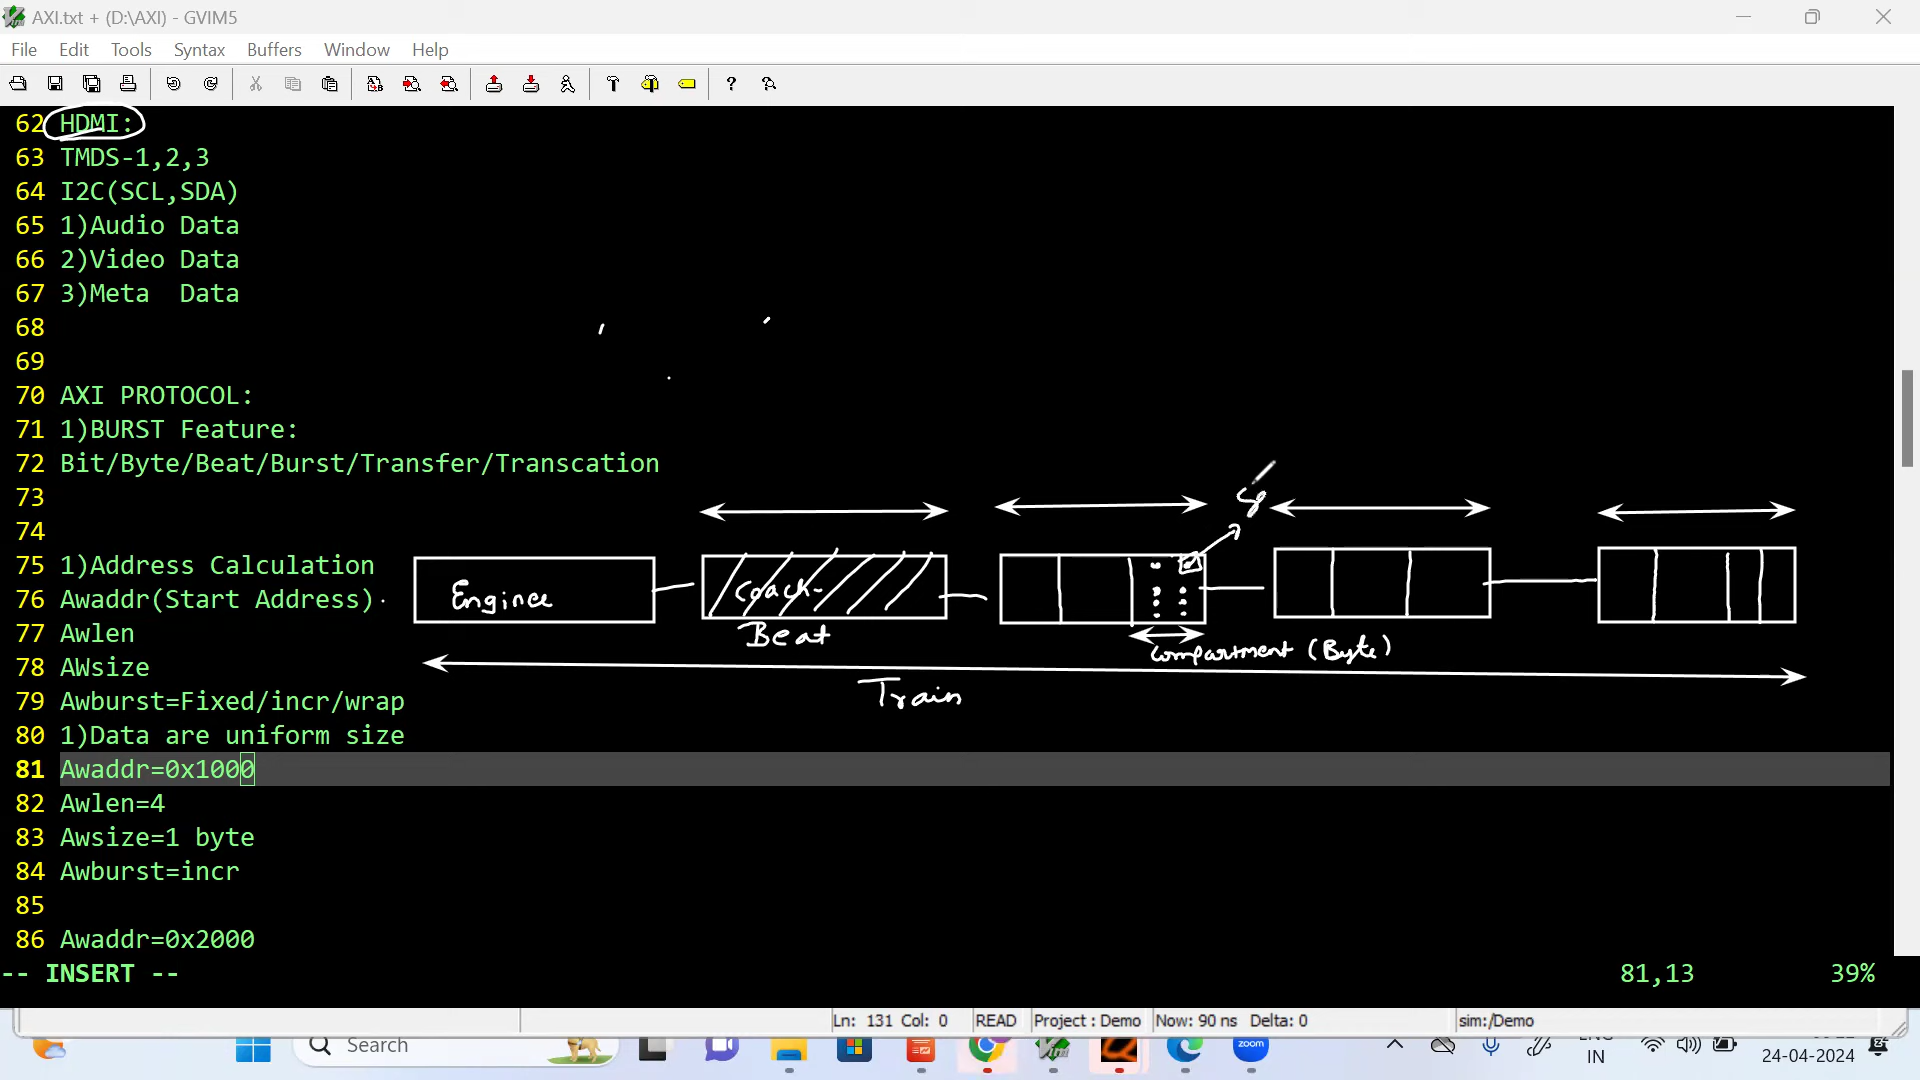 AXI.txt + (D:\AXI) - GVIM5
File Edit Tools Syntax Buffers Window Help
62 HDMI:
63 TMDS-1,2,3
64 I2C(SCL,SDA)
65 1)Audio Data
66 2)Video Data
67 3)Meta  Data
68
69
70 AXI PROTOCOL:
71 1)BURST Feature:
72 Bit/Byte/Beat/Burst/Transfer/Transcation
73
74
75 1)Address Calculation
Engine Coach
76 Awaddr(Start Address)
77 Awlen
Beat
Compartment (Byte)
78 AWsize
Train
79 Awburst=Fixed/incr/wrap
80 1)Data are uniform size
81 Awaddr=0x1000
82 Awlen=4
83 Awsize=1 byte
84 Awburst=incr
85
86 Awaddr=0x2000
-- INSERT -- 81,13 39%
Ln: 131 Col: 0 READ Project : Demo Now: 90 ns Delta: 0 sim:/Demo
Search zoom
IN
24-04-2024